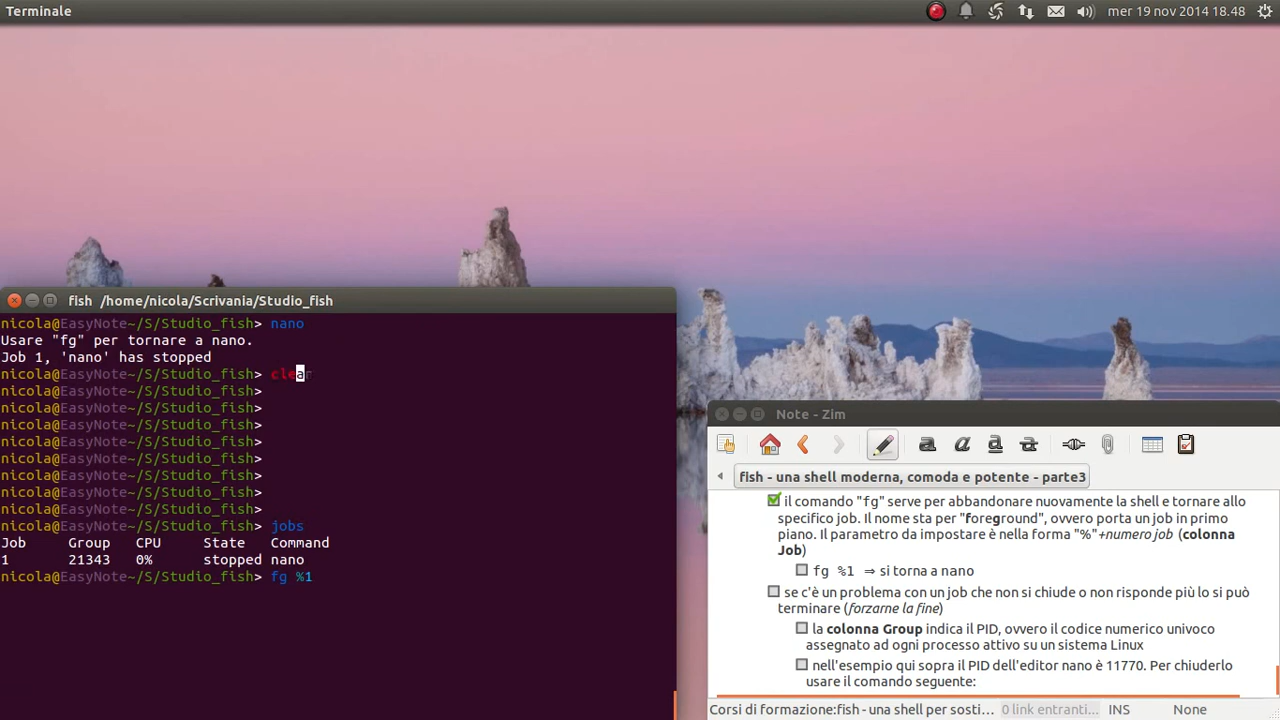 Terminale
mer 19 nov 2014 18.48
fish /home/nicola/Scrivania/Studio_fish
nicola@EasyNote~/S/Studio_fish> nano
Usare "fg" per tornare a nano.
Job 1, 'nano' has stopped
nicola@EasyNote~/S/Studio_fish> clear
nicola@EasyNote~/S/Studio_fish>
nicola@EasyNote~/S/Studio_fish>
nicola@EasyNote~/S/Studio_fish>
nicola@EasyNote~/S/Studio_fish>
nicola@EasyNote~/S/Studio_fish>
nicola@EasyNote~/S/Studio_fish>
nicola@EasyNote~/S/Studio_fish>
nicola@EasyNote~/S/Studio_fish>
nicola@EasyNote~/S/Studio_fish> jobs
Job Group CPU State Command
1 21343 0% stopped nano
nicola@EasyNote~/S/Studio_fish> fg %1
Note - Zim
fish - una shell moderna, comoda e potente - parte3
il comando "fg" serve per abbandonare nuovamente la shell e tornare allo
specifico job. Il nome sta per "foreground", ovvero porta un job in primo
piano. Il parametro da impostare è nella forma "%"+numero job (colonna
Job)
fg %1 ⇒ si torna a nano
se c'è un problema con un job che non si chiude o non risponde più lo si può
terminare (forzarne la fine)
la colonna Group indica il PID, ovvero il codice numerico univoco
assegnato ad ogni processo attivo su un sistema Linux
nell'esempio qui sopra il PID dell'editor nano è 11770. Per chiuderlo
usare il comando seguente:
Corsi di formazione:fish - una shell per sosti... 0 link entranti... INS None